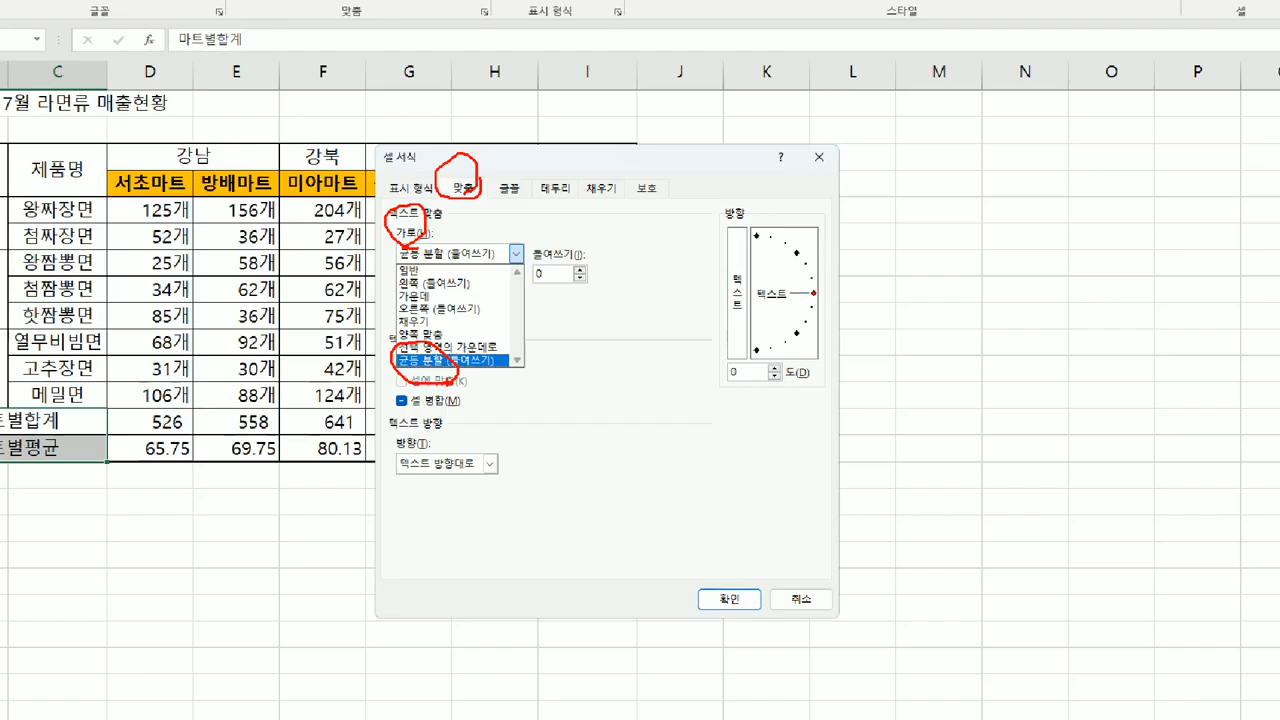 글꼴 맞춤 표시 형식 스타일 셀
fx 마트별합계
C D E F G H I J K L M N O P
7월 라면류 매출현황
제품명 강남 강북
서초마트 방배마트 미아마트
왕짜장면 125개 156개 204개
첨짜장면 52개 36개 27개
왕짬뽕면 25개 58개 56개
첨짬뽕면 34개 62개 62개
핫짬뽕면 85개 36개 75개
열무비빔면 68개 92개 51개
고추장면 31개 30개 42개
메밀면 106개 88개 124개
트별합계 526 558 641
트별평균 65.75 69.75 80.13
셀 서식 ?
표시 형식 맞춤 글꼴 테두리 채우기 보호
텍스트 맞춤
가로(H):
균등 분할 (들여쓰기) 들여쓰기(I):
0
일반
왼쪽 (들여쓰기)
가운데
오른쪽 (들여쓰기)
채우기
양쪽 맞춤
선택 영역의 가운데로
균등 분할 (들여쓰기)
셀에 맞춤(K)
셀 병합(M)
텍스트 방향
방향(T):
텍스트 방향대로
방향
텍스트
텍스트
0 도(D)
확인 취소